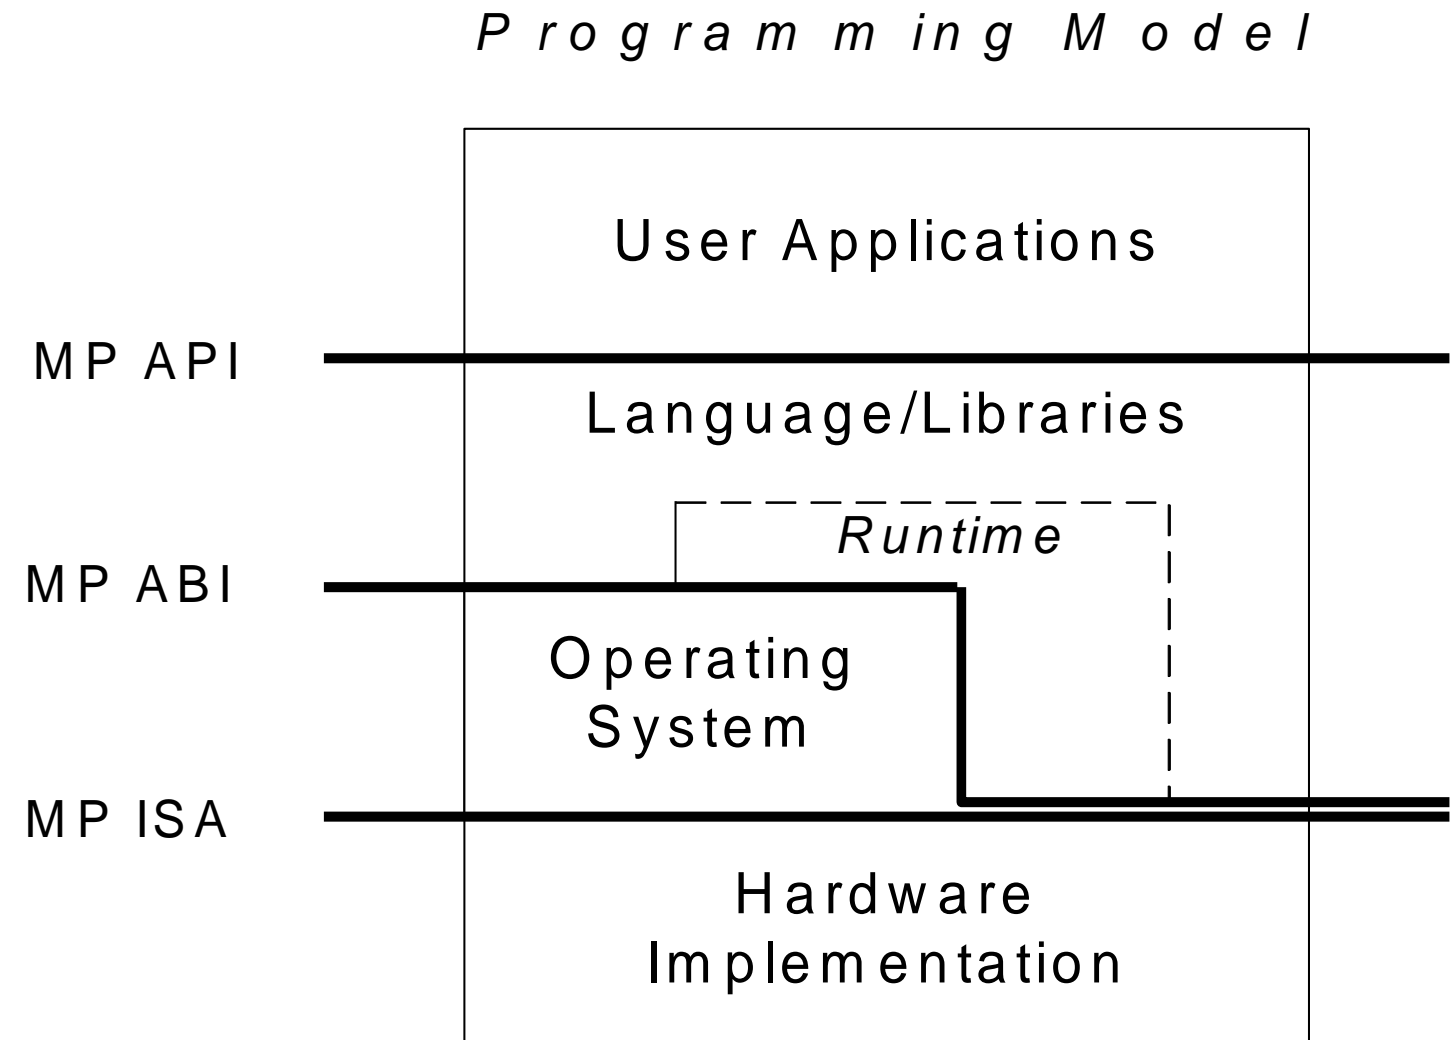 Programming Model
User Applications
MP API
Language/Libraries
Runtime
MP ABI
Operating
System
MP ISA
Hardware
Implementation